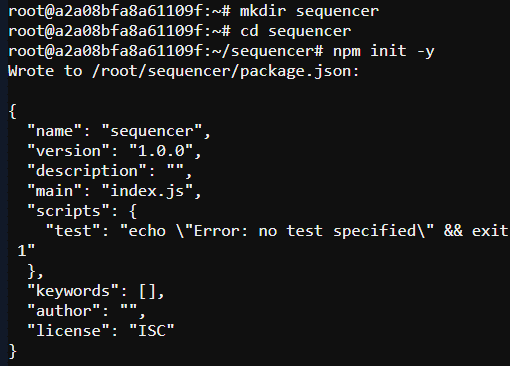 root@a2a08bfa8a61109f:~# mkdir sequencer
root@a2a08bfa8a61109f:~# cd sequencer
root@a2a08bfa8a61109f:~/sequencer# npm init -y
Wrote to /root/sequencer/package.json:

{
  "name": "sequencer",
  "version": "1.0.0",
  "description": "",
  "main": "index.js",
  "scripts": {
    "test": "echo \"Error: no test specified\" && exit
 1"
  },
  "keywords": [],
  "author": "",
  "license": "ISC"
}